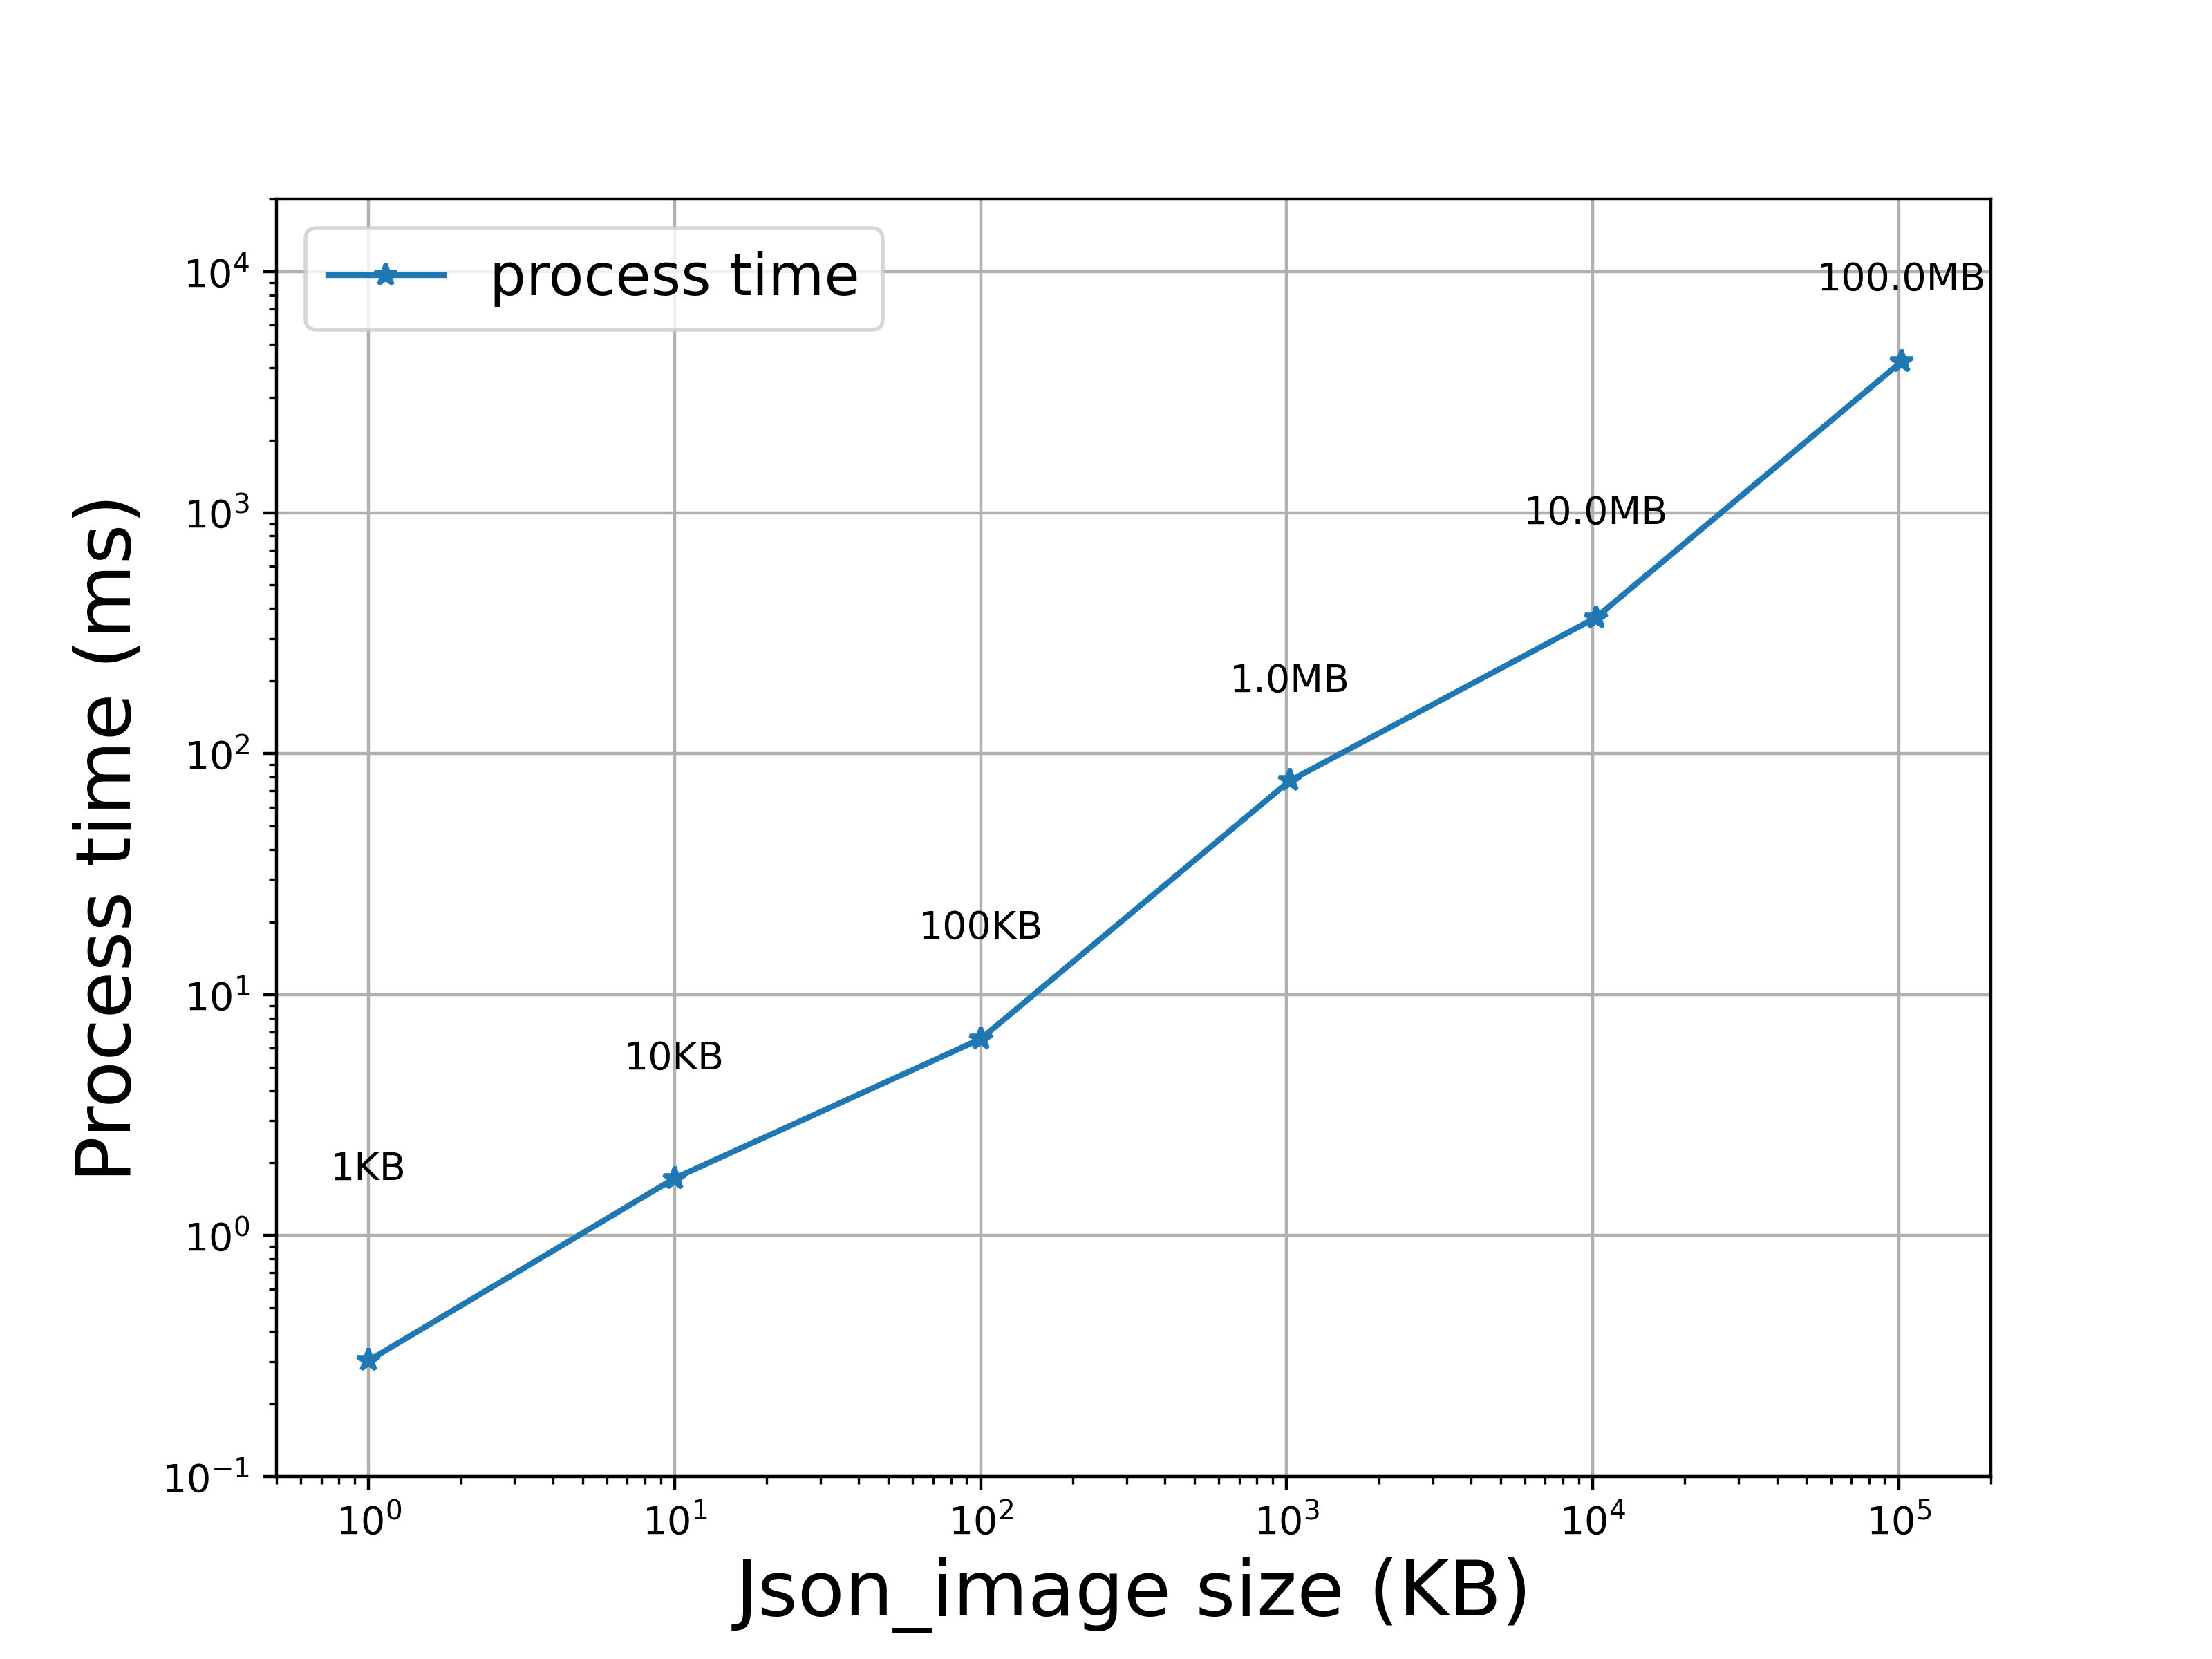 process time
10⁴
10³
10²
10¹
10⁰
10⁻¹
Process time (ms)
100.0MB
10.0MB
1.0MB
100KB
10KB
1KB
10⁰ 10¹ 10² 10³ 10⁴ 10⁵
Json_image size (KB)